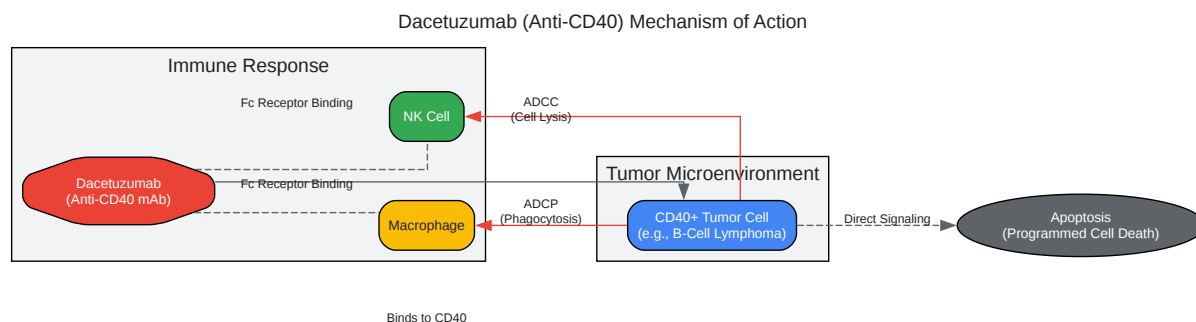 Dacetuzumab (Anti-CD40) Mechanism of Action
Immune Response
Fc Receptor Binding
NK Cell
ADCC
(Cell Lysis)
Tumor Microenvironment
Dacetuzumab
(Anti-CD40 mAb)
Fc Receptor Binding
Macrophage
ADCP
(Phagocytosis)
CD40+ Tumor Cell
(e.g., B-Cell Lymphoma)
Direct Signaling
Apoptosis
(Programmed Cell Death)
Binds to CD40